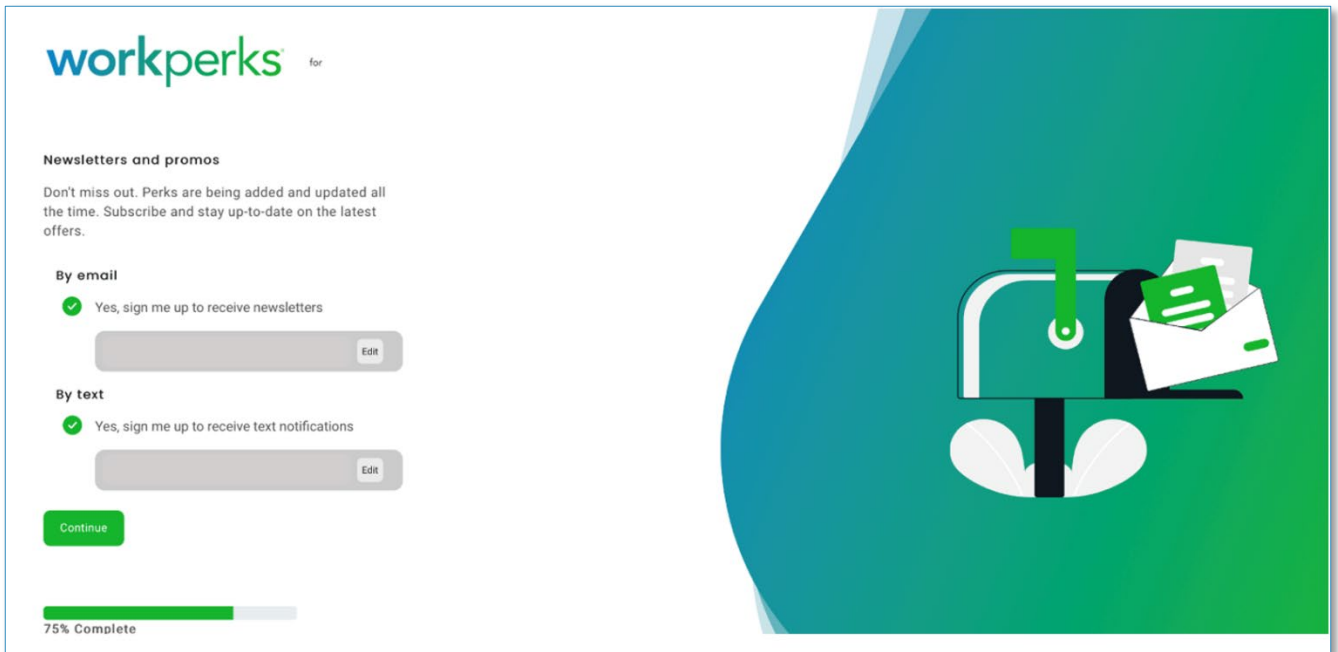 workperks® for
Newsletters and promos
Don't miss out. Perks are being added and updated all
the time. Subscribe and stay up-to-date on the latest
offers.
By email
Yes, sign me up to receive newsletters
Edit
By text
Yes, sign me up to receive text notifications
Edit
Continue
75% Complete